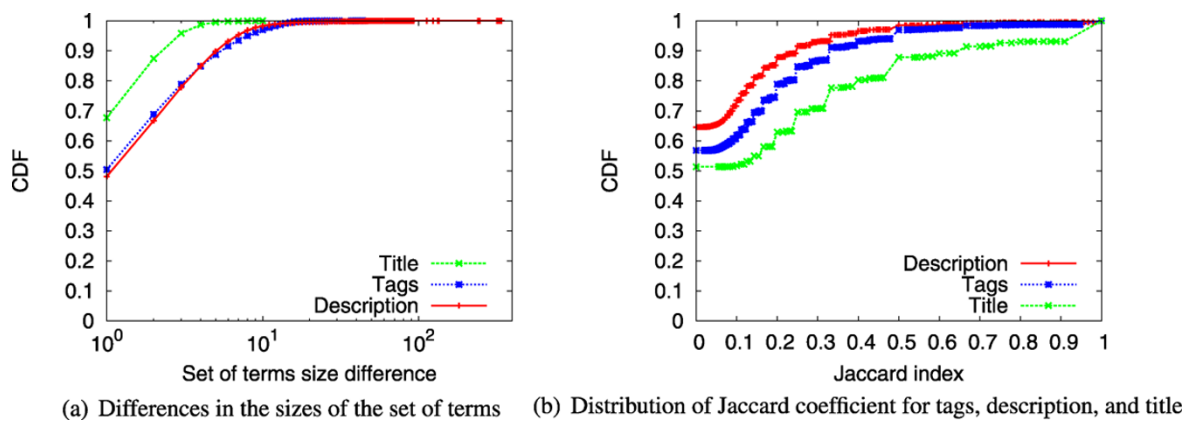 1
0.9
0.8
0.7
0.6
0.5
0.4
0.3
0.2
0.1
0
CDF
Title
Tags
Description
10^0 10^1 10^2
Set of terms size difference
(a) Differences in the sizes of the set of terms
1
0.9
0.8
0.7
0.6
0.5
0.4
0.3
0.2
0.1
0
CDF
Description
Tags
Title
0 0.1 0.2 0.3 0.4 0.5 0.6 0.7 0.8 0.9 1
Jaccard index
(b) Distribution of Jaccard coefficient for tags, description, and title